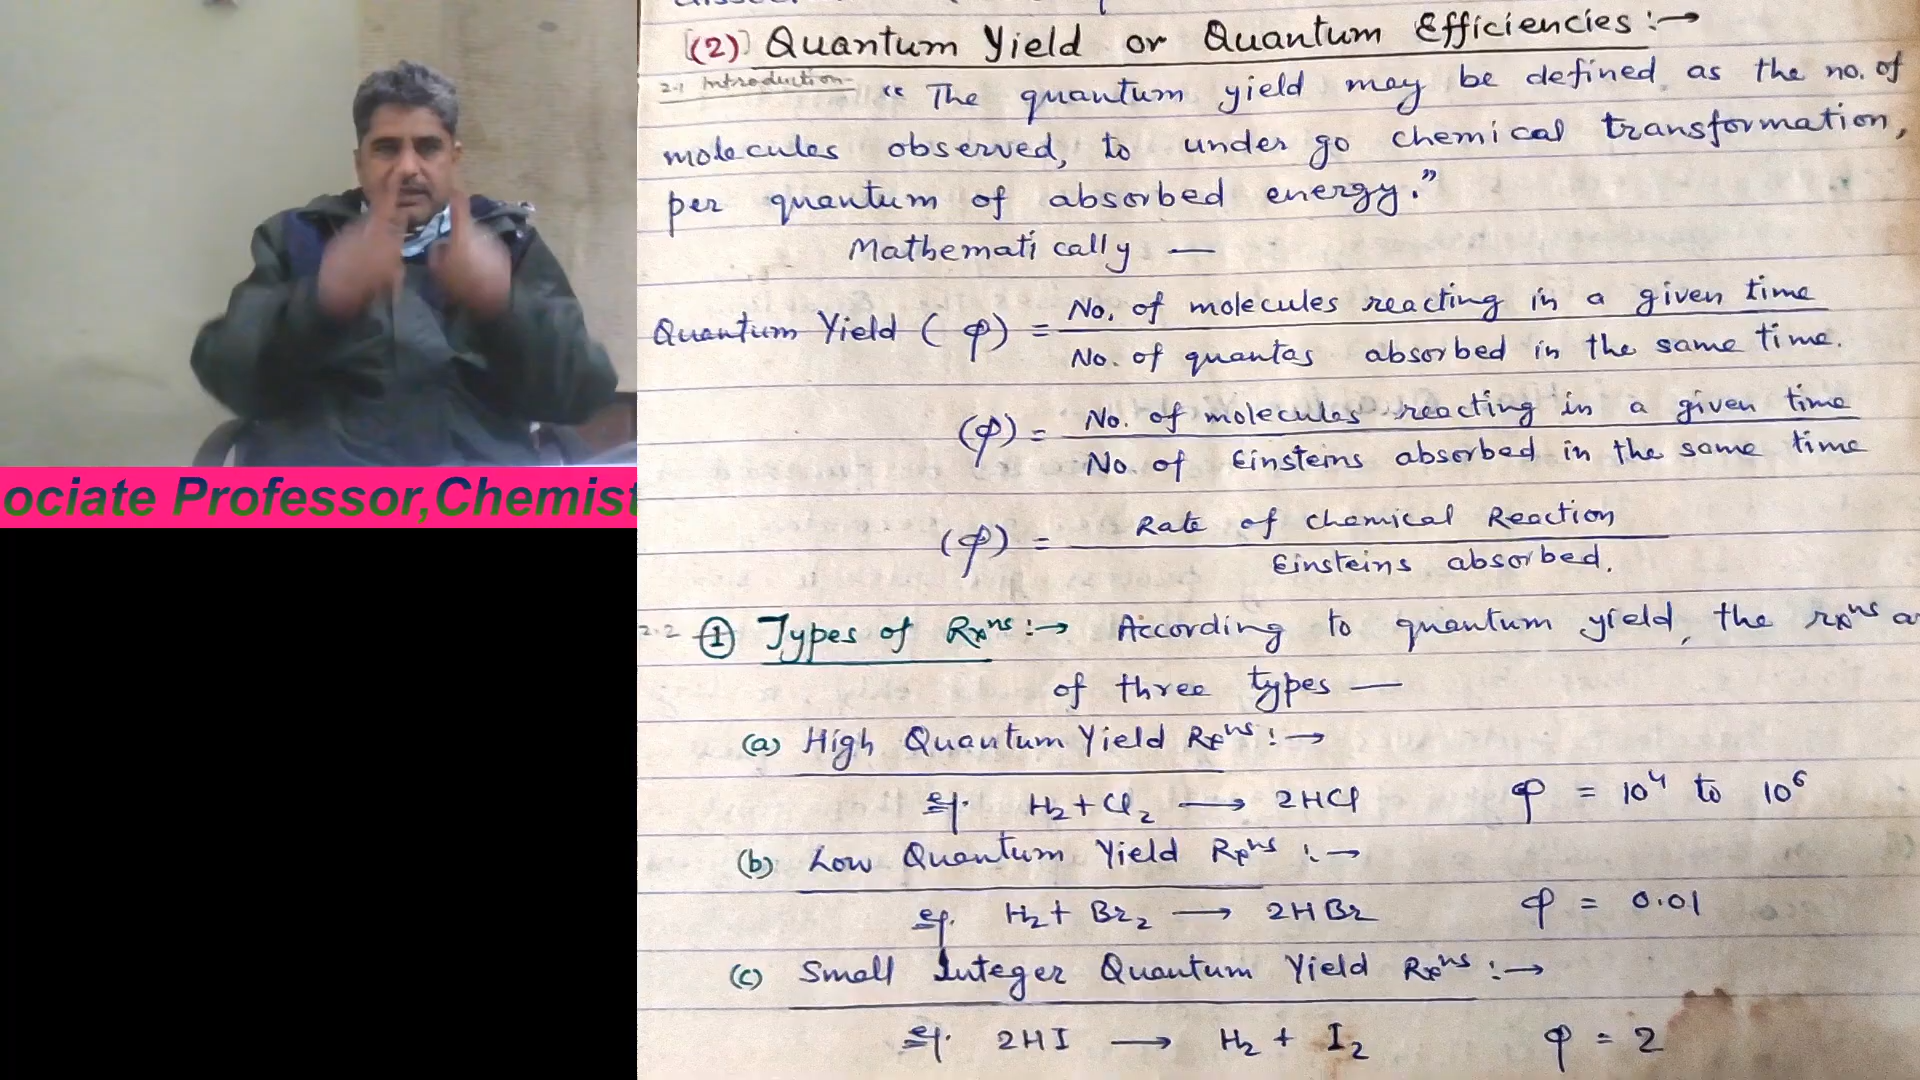 (2) Quantum Yield or Quantum Efficiencies :→
2.1 Introduction
"The quantum yield may be defined as the no. of
molecules observed, to under go chemical transformation,
per quantum of absorbed energy."
Mathematically —
Quantum Yield (φ) = No. of molecules reacting in a given time
No. of quantas absorbed in the same time.
(φ) = No. of molecules reacting in a given time
No. of Einsteins absorbed in the same time
(φ) = Rate of chemical Reaction
Einsteins absorbed.
ociate Professor,Chemist
2.2 ① Types of Rxⁿˢ :→ According to quantum yield, the rxⁿˢ a
of three types —
(a) High Quantum Yield Rxⁿˢ :→
eg. H₂ + Cl₂ ⟶ 2HCl φ = 10⁴ to 10⁶
(b) Low Quantum Yield Rxⁿˢ :→
eg. H₂ + Br₂ ⟶ 2HBr φ = 0.01
(c) Small Integer Quantum Yield Rxⁿˢ :→
eg. 2HI ⟶ H₂ + I₂ φ = 2